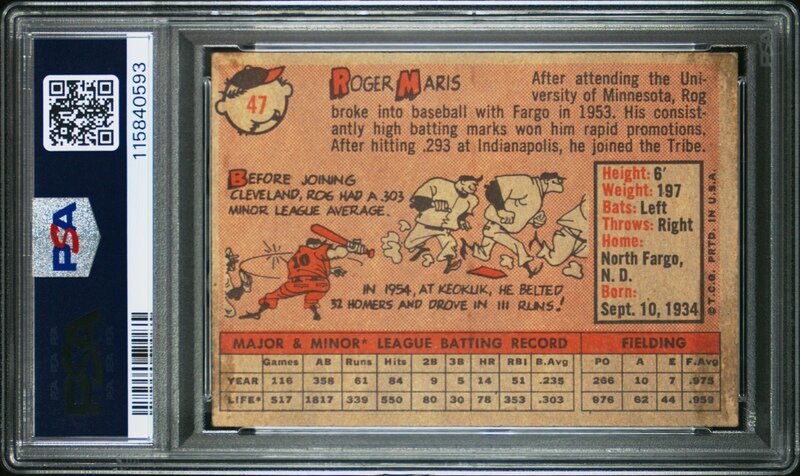 115840593
PSA
47
ROGER MARIS
After attending the Uni-
versity of Minnesota, Rog
broke into baseball with Fargo in 1953. His consist-
antly high batting marks won him rapid promotions.
After hitting .293 at Indianapolis, he joined the Tribe.
BEFORE JOINING
CLEVELAND, ROG HAD A .303
MINOR LEAGUE AVERAGE.
10
IN 1954, AT KEOKUK, HE BELTED
32 HOMERS AND DROVE IN 111 RUNS!
Height: 6'
Weight: 197
Bats: Left
Throws: Right
Home:
North Fargo,
N. D.
Born:
Sept. 10, 1934
© T.C.G. PRTD. IN U.S.A.
MAJOR & MINOR* LEAGUE BATTING RECORD FIELDING
Games AB Runs Hits 2B 3B HR RBI B.Avg PO A E F.Avg
YEAR 116 358 61 84 9 5 14 51 .235 266 10 7 .975
LIFE* 517 1817 339 550 80 30 78 353 .303 976 62 44 .959